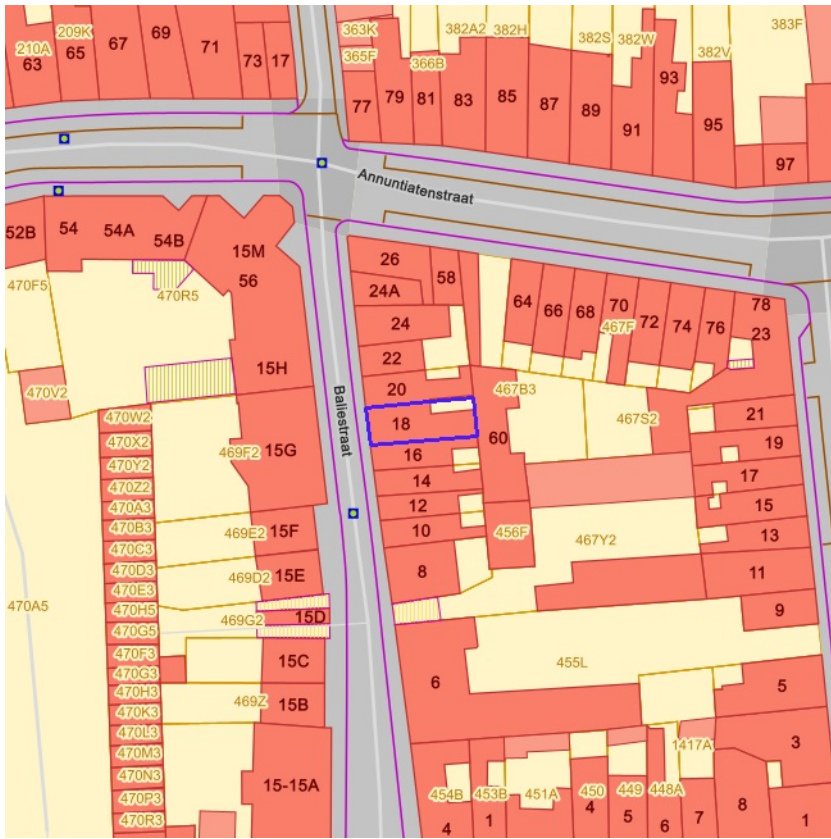 363K 382A2 382H 383F
209K 382S 382W
210A 67 69 71 365F 366B 382V
63 65 73 17 79 81 83 85 87 89 93
77 91 95
97
Annuntiatenstraat
52B 54 54A 54B 15M
56 26 58
470F5 470R5 24A 64 66 68 70 72 74 76 78
24 467F 23
22
15H 20 467B3
470V2 Baliestraat
470W2 18 467S2 21
470X2 469F2 15G 60 19
470Y2 16
470Z2 14 17
470A3 12 15
470B3 469E2 15F 10 456F 467Y2 13
470C3
470D3 469D2 15E 8 11
470E3
470A5 470H5 9
470G5 469G2 15D
470F3 15C 455L
470G3 6 5
470H3 469Z 15B
470K3
470L3 1417A 3
470M3
470N3 15-15A 454B 453B 451A 450 449 448A
470P3 4 5 7 8
470R3 4 1 6 1